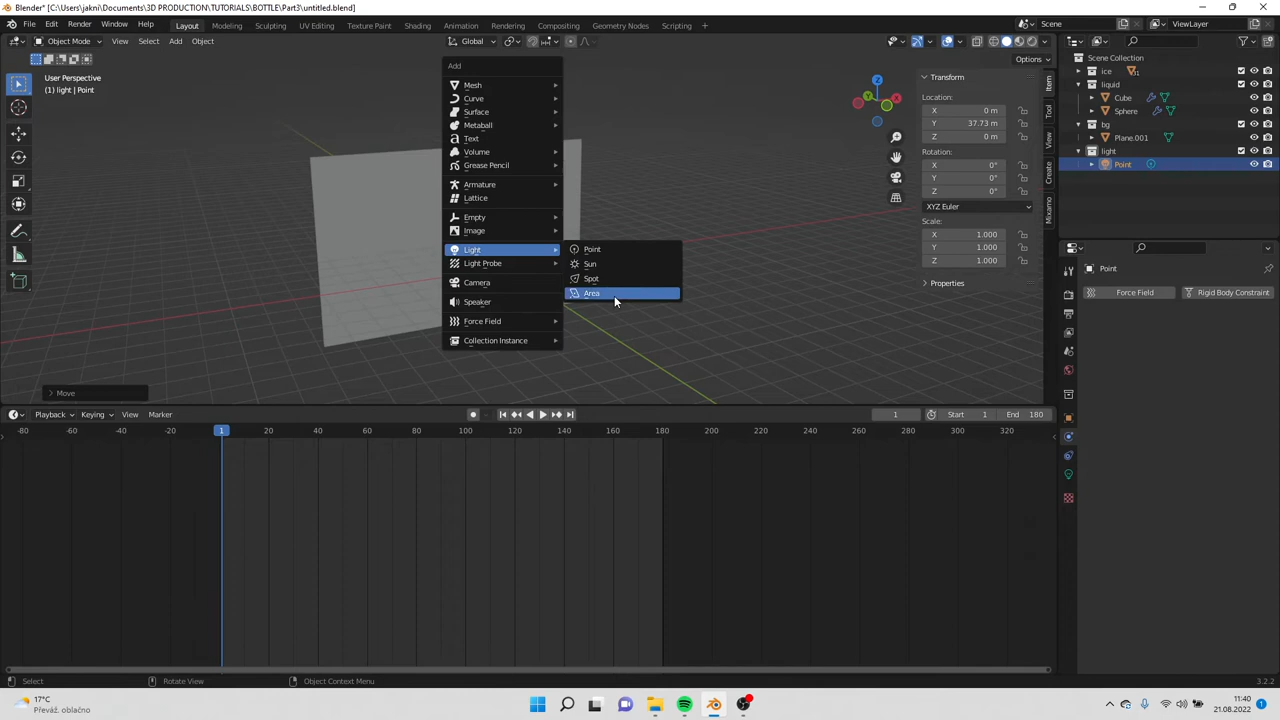 Blender* [C:\Users\jakni\Documents\3D PRODUCTION\TUTORIALS\BOTTLE\Part3\untitled.blend]
File Edit Render Window Help Layout Modeling Sculpting UV Editing Texture Paint Shading Animation Rendering Compositing Geometry Nodes Scripting + Scene ViewLayer
Object Mode View Select Add Object Global
Options
User Perspective
(1) light | Point
Add
Mesh
Curve
Surface
Metaball
Text
Volume
Grease Pencil
Armature
Lattice
Empty
Image
Light
Light Probe
Camera
Speaker
Force Field
Collection Instance
Point
Sun
Spot
Area
Z
Y
X
Transform
Location:
X 0 m
Y 37.73 m
Z 0 m
Rotation:
X 0°
Y 0°
Z 0°
XYZ Euler
Scale:
X 1.000
Y 1.000
Z 1.000
Properties
Item
Tool
View
Create
Mixamo
Scene Collection
ice 11
liquid
Cube
Sphere
bg
Plane.001
light
Point
Point
Force Field Rigid Body Constraint
Move
Playback Keying View Marker 1 Start 1 End 180
-80 -60 -40 -20 1 20 40 60 80 100 120 140 160 180 200 220 240 260 280 300 320
Select Rotate View Object Context Menu 3.2.2
17°C
Převáž. oblačno
11:40
21.08.2022